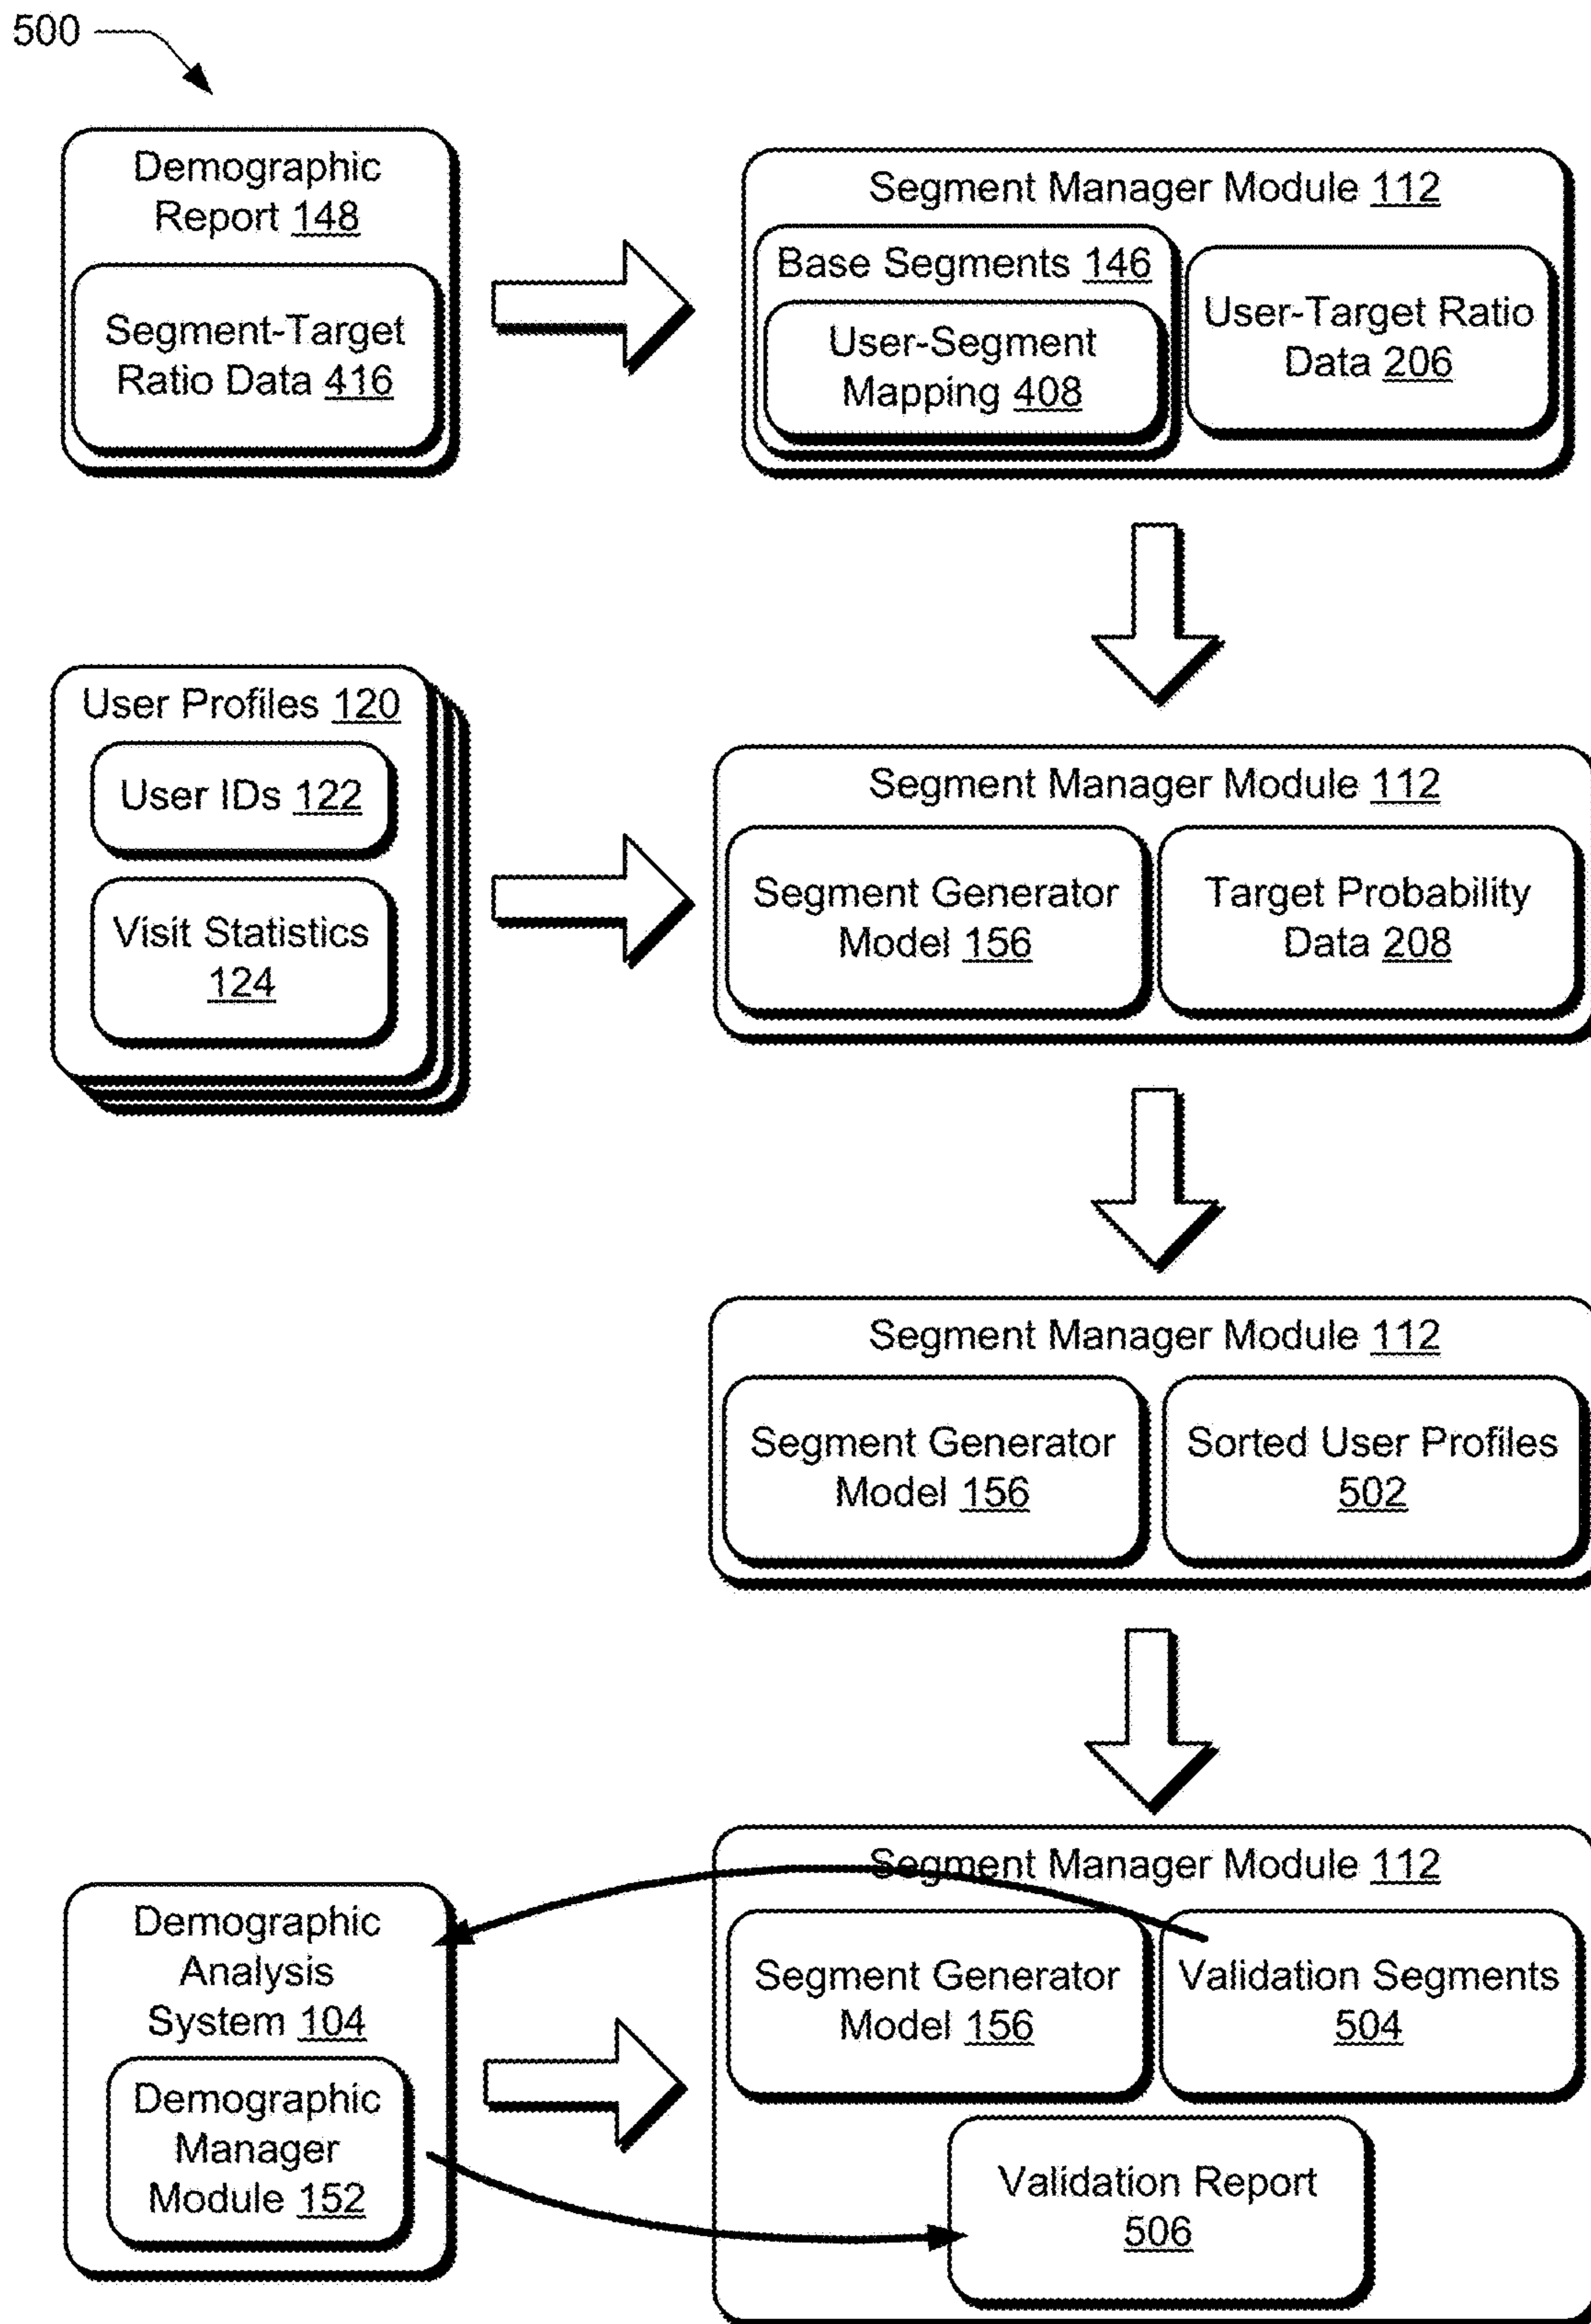 500
Demographic
Report 148
Segment-Target
Ratio Data 416
Segment Manager Module 112
Base Segments 146
User-Segment
Mapping 408
User-Target Ratio
Data 206
User Profiles 120
User IDs 122
Visit Statistics
124
Segment Manager Module 112
Segment Generator
Model 156
Target Probability
Data 208
Segment Manager Module 112
Segment Generator
Model 156
Sorted User Profiles
502
Demographic
Analysis
System 104
Demographic
Manager
Module 152
Segment Manager Module 112
Segment Generator
Model 156
Validation Segments
504
Validation Report
506